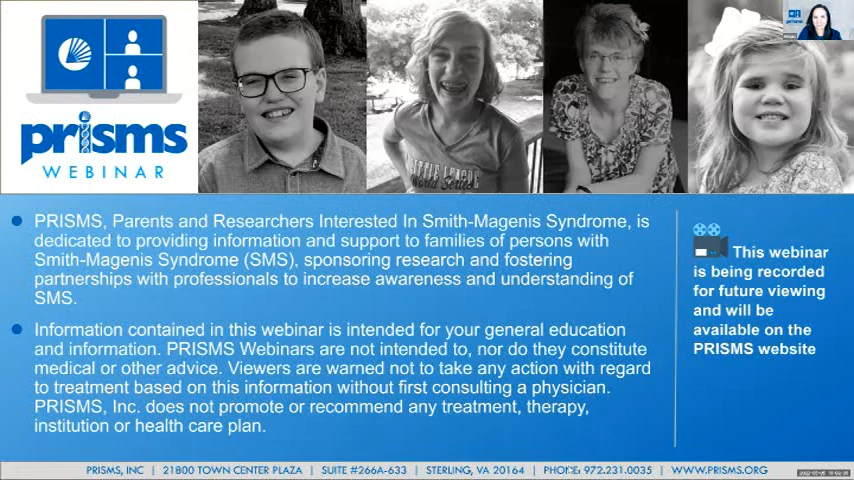 prisms
WEBINAR
LITTLE LEAGUE
World Series
PRISMS, Parents and Researchers Interested In Smith-Magenis Syndrome, is
dedicated to providing information and support to families of persons with
Smith-Magenis Syndrome (SMS), sponsoring research and fostering
partnerships with professionals to increase awareness and understanding of
SMS.
Information contained in this webinar is intended for your general education
and information. PRISMS Webinars are not intended to, nor do they constitute
medical or other advice. Viewers are warned not to take any action with regard
to treatment based on this information without first consulting a physician.
PRISMS, Inc. does not promote or recommend any treatment, therapy,
institution or health care plan.
This webinar
is being recorded
for future viewing
and will be
available on the
PRISMS website
PRISMS, INC | 21800 TOWN CENTER PLAZA | SUITE #266A-633 | STERLING, VA 20164 | PHONE: 972.231.0035 | WWW.PRISMS.ORG